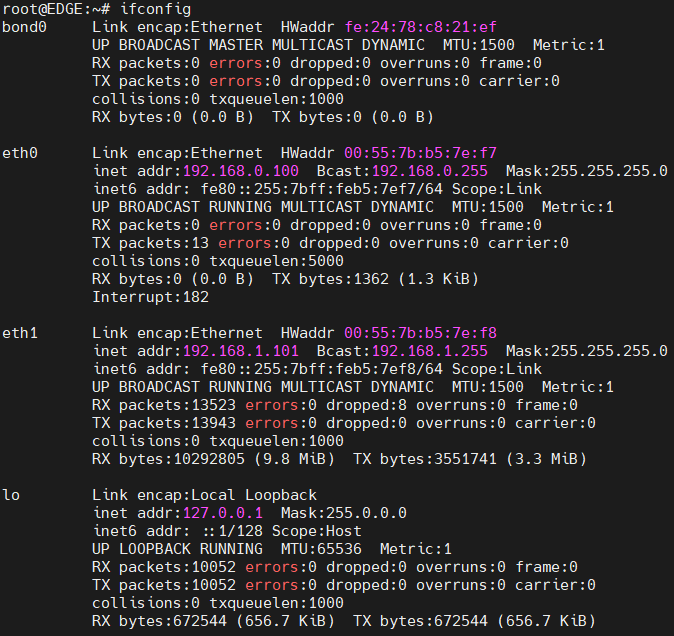 root@EDGE:~# ifconfig
bond0     Link encap:Ethernet  HWaddr fe:24:78:c8:21:ef
          UP BROADCAST MASTER MULTICAST DYNAMIC  MTU:1500  Metric:1
          RX packets:0 errors:0 dropped:0 overruns:0 frame:0
          TX packets:0 errors:0 dropped:0 overruns:0 carrier:0
          collisions:0 txqueuelen:1000
          RX bytes:0 (0.0 B)  TX bytes:0 (0.0 B)

eth0      Link encap:Ethernet  HWaddr 00:55:7b:b5:7e:f7
          inet addr:192.168.0.100  Bcast:192.168.0.255  Mask:255.255.255.0
          inet6 addr: fe80::255:7bff:feb5:7ef7/64 Scope:Link
          UP BROADCAST RUNNING MULTICAST DYNAMIC  MTU:1500  Metric:1
          RX packets:0 errors:0 dropped:0 overruns:0 frame:0
          TX packets:13 errors:0 dropped:0 overruns:0 carrier:0
          collisions:0 txqueuelen:5000
          RX bytes:0 (0.0 B)  TX bytes:1362 (1.3 KiB)
          Interrupt:182

eth1      Link encap:Ethernet  HWaddr 00:55:7b:b5:7e:f8
          inet addr:192.168.1.101  Bcast:192.168.1.255  Mask:255.255.255.0
          inet6 addr: fe80::255:7bff:feb5:7ef8/64 Scope:Link
          UP BROADCAST RUNNING MULTICAST DYNAMIC  MTU:1500  Metric:1
          RX packets:13523 errors:0 dropped:8 overruns:0 frame:0
          TX packets:13943 errors:0 dropped:0 overruns:0 carrier:0
          collisions:0 txqueuelen:1000
          RX bytes:10292805 (9.8 MiB)  TX bytes:3551741 (3.3 MiB)

lo        Link encap:Local Loopback
          inet addr:127.0.0.1  Mask:255.0.0.0
          inet6 addr: ::1/128 Scope:Host
          UP LOOPBACK RUNNING  MTU:65536  Metric:1
          RX packets:10052 errors:0 dropped:0 overruns:0 frame:0
          TX packets:10052 errors:0 dropped:0 overruns:0 carrier:0
          collisions:0 txqueuelen:1000
          RX bytes:672544 (656.7 KiB)  TX bytes:672544 (656.7 KiB)